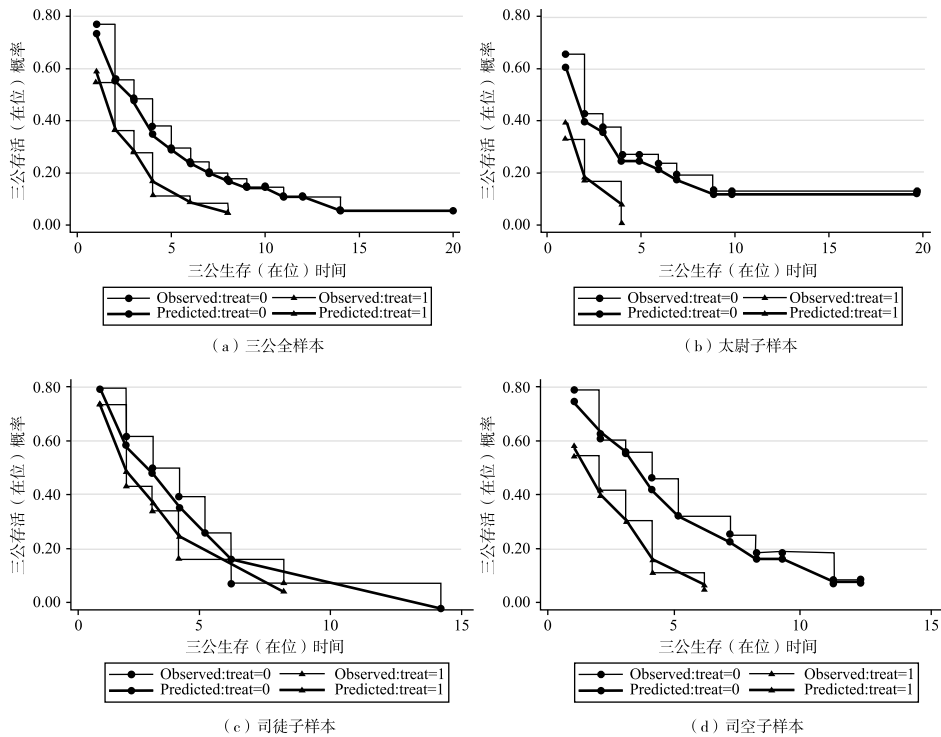 0.80
0.60
0.40
0.20
0.00
三公存活（在位）概率
0 5 10 15 20
三公生存（在位）时间
Observed:treat=0 Observed:treat=1
Predicted:treat=0 Predicted:treat=1
（a）三公全样本
0.80
0.60
0.40
0.20
0.00
三公存活（在位）概率
0 5 10 15 20
三公生存（在位）时间
Observed:treat=0 Observed:treat=1
Predicted:treat=0 Predicted:treat=1
（b）太尉子样本
0.80
0.60
0.40
0.20
0.00
三公存活（在位）概率
0 5 10 15
三公生存（在位）时间
Observed:treat=0 Observed:treat=1
Predicted:treat=0 Predicted:treat=1
（c）司徒子样本
0.80
0.60
0.40
0.20
0.00
三公存活（在位）概率
0 5 10 15
三公生存（在位）时间
Observed:treat=0 Observed:treat=1
Predicted:treat=0 Predicted:treat=1
（d）司空子样本